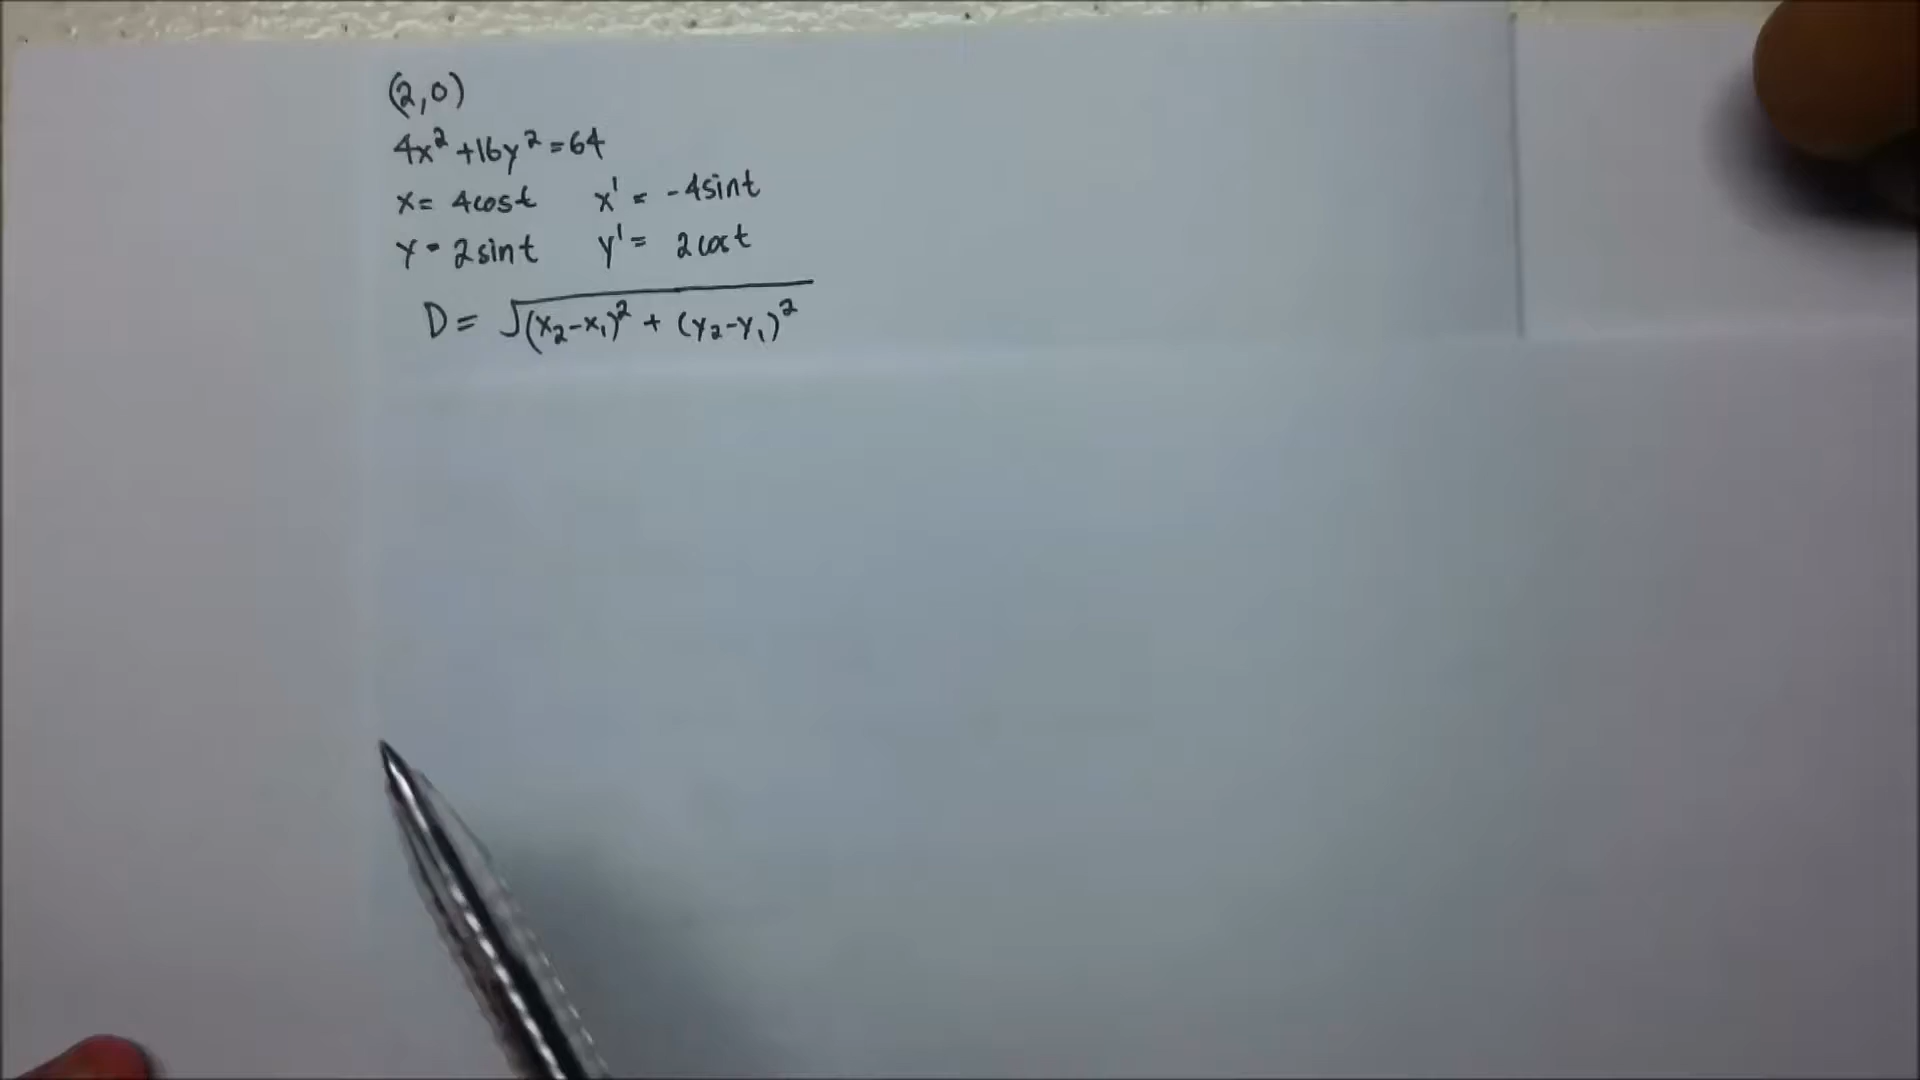 (2,0)
4x² +16y² = 64
x = 4cost x' = -4sint
y = 2sint y' = 2cost
D = √(x₂-x₁)² + (y₂-y₁)²